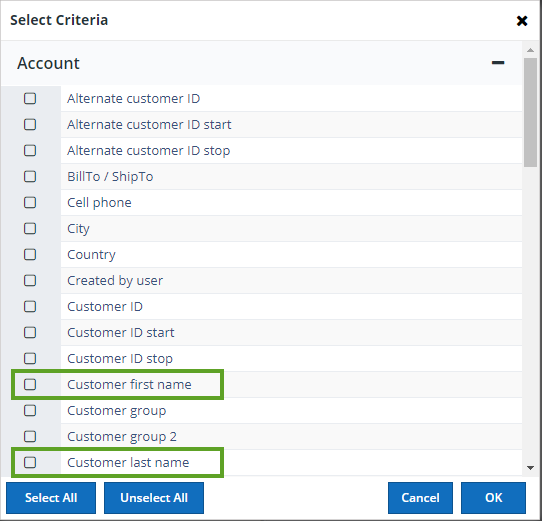 Select Criteria
Account
Alternate customer ID
Alternate customer ID start
Alternate customer ID stop
BillTo / ShipTo
Cell phone
City
Country
Created by user
Customer ID
Customer ID start
Customer ID stop
Customer first name
Customer group
Customer group 2
Customer last name
Select All Unselect All Cancel OK